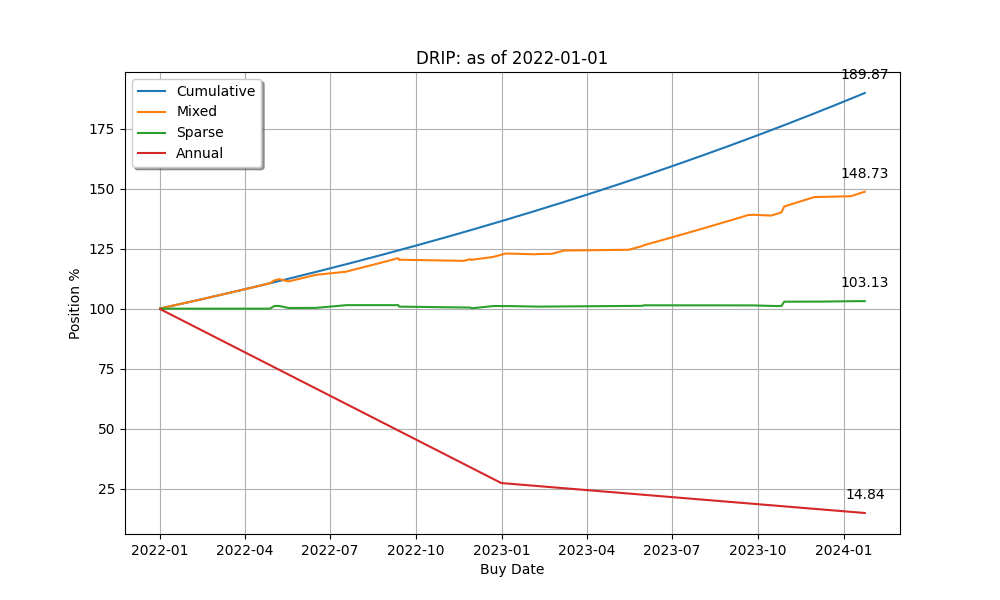 DRIP: as of 2022-01-01
Cumulative
Mixed
Sparse
Annual
189.87
148.73
103.13
14.84
Position %
175
150
125
100
75
50
25
2022-01
2022-04
2022-07
2022-10
2023-01
2023-04
2023-07
2023-10
2024-01
Buy Date